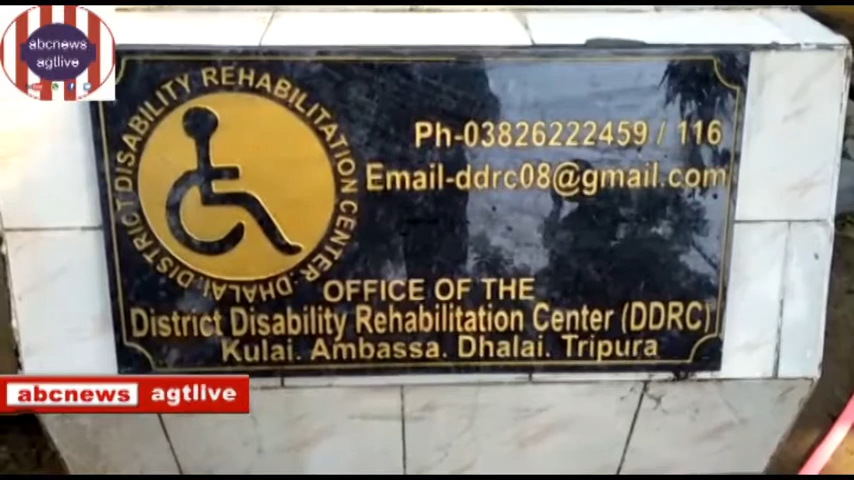 abcnews
agtlive
DISTRICT DISABILITY REHABILITATION CENTER. DHALAI.
Ph-03826222459 / 116
Email-ddrc08@gmail.com
OFFICE OF THE
District Disability Rehabilitation Center (DDRC)
Kulai. Ambassa. Dhalai. Tripura
abcnews agtlive